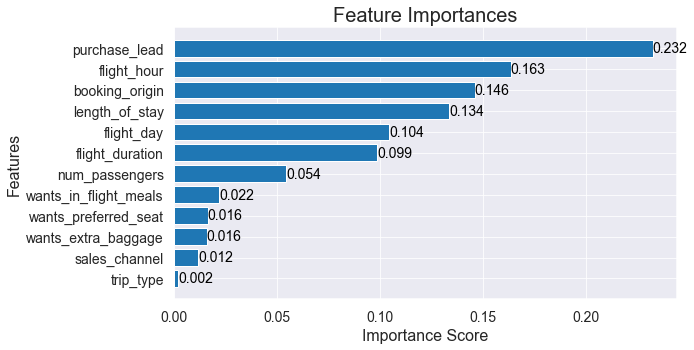 Feature Importances
Features
purchase_lead 0.232
flight_hour 0.163
booking_origin 0.146
length_of_stay 0.134
flight_day 0.104
flight_duration 0.099
num_passengers 0.054
wants_in_flight_meals 0.022
wants_preferred_seat 0.016
wants_extra_baggage 0.016
sales_channel 0.012
trip_type 0.002
0.00 0.05 0.10 0.15 0.20
Importance Score